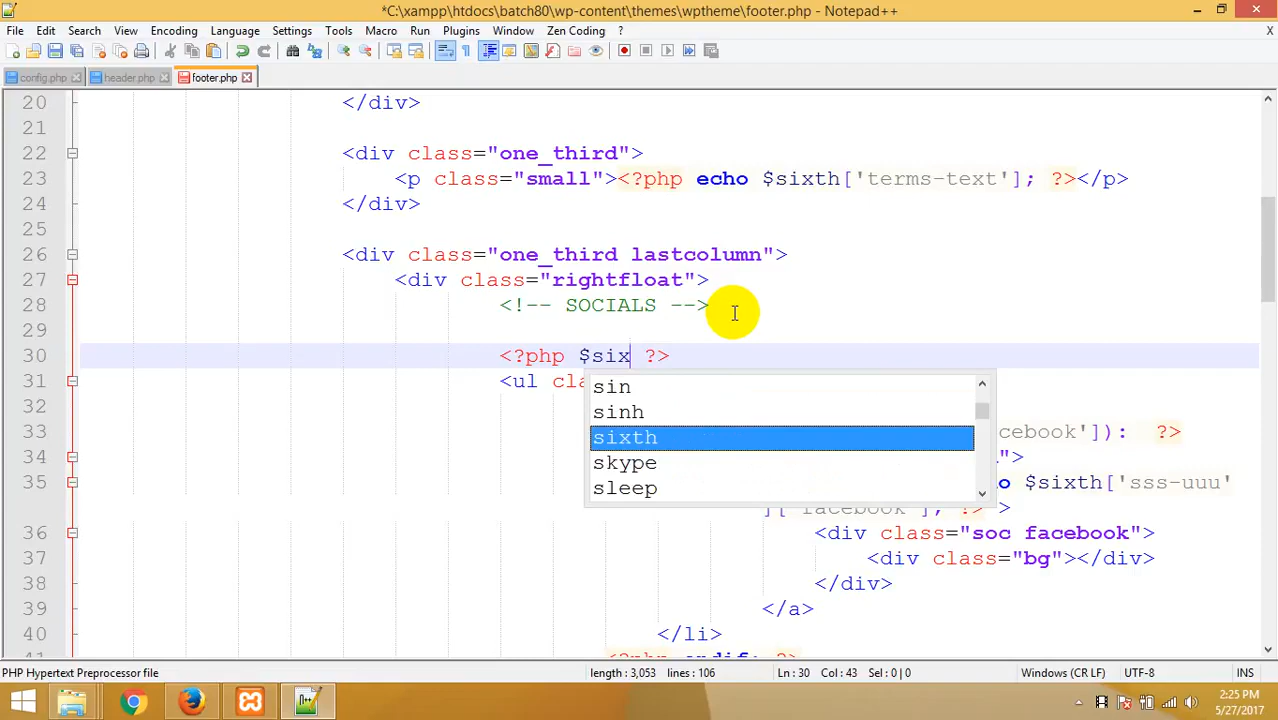 *C:\xampp\htdocs\batch80\wp-content\themes\wptheme\footer.php - Notepad++
File Edit Search View Encoding Language Settings Tools Macro Run Plugins Window Zen Coding ? X
config.php header.php footer.php
20 </div>
21
22 <div class="one_third">
23 <p class="small"><?php echo $sixth['terms-text']; ?></p>
24 </div>
25
26 <div class="one_third lastcolumn">
27 <div class="rightfloat">
28 <!-- SOCIALS -->
29
30 <?php $six ?>
31 <ul cla
sin
sinh
sixth
skype
sleep
32
33 cebook']): ?>
34 ">
35 o $sixth['sss-uuu'
]['facebook']; ?> >
36 <div class="soc facebook">
37 <div class="bg"></div>
38 </div>
39 </a>
40 </li>
41 <?php endif; ?>
PHP Hypertext Preprocessor file length : 3,053 lines : 106 Ln : 30 Col : 43 Sel : 0 | 0 Windows (CR LF) UTF-8 INS
2:25 PM
5/27/2017